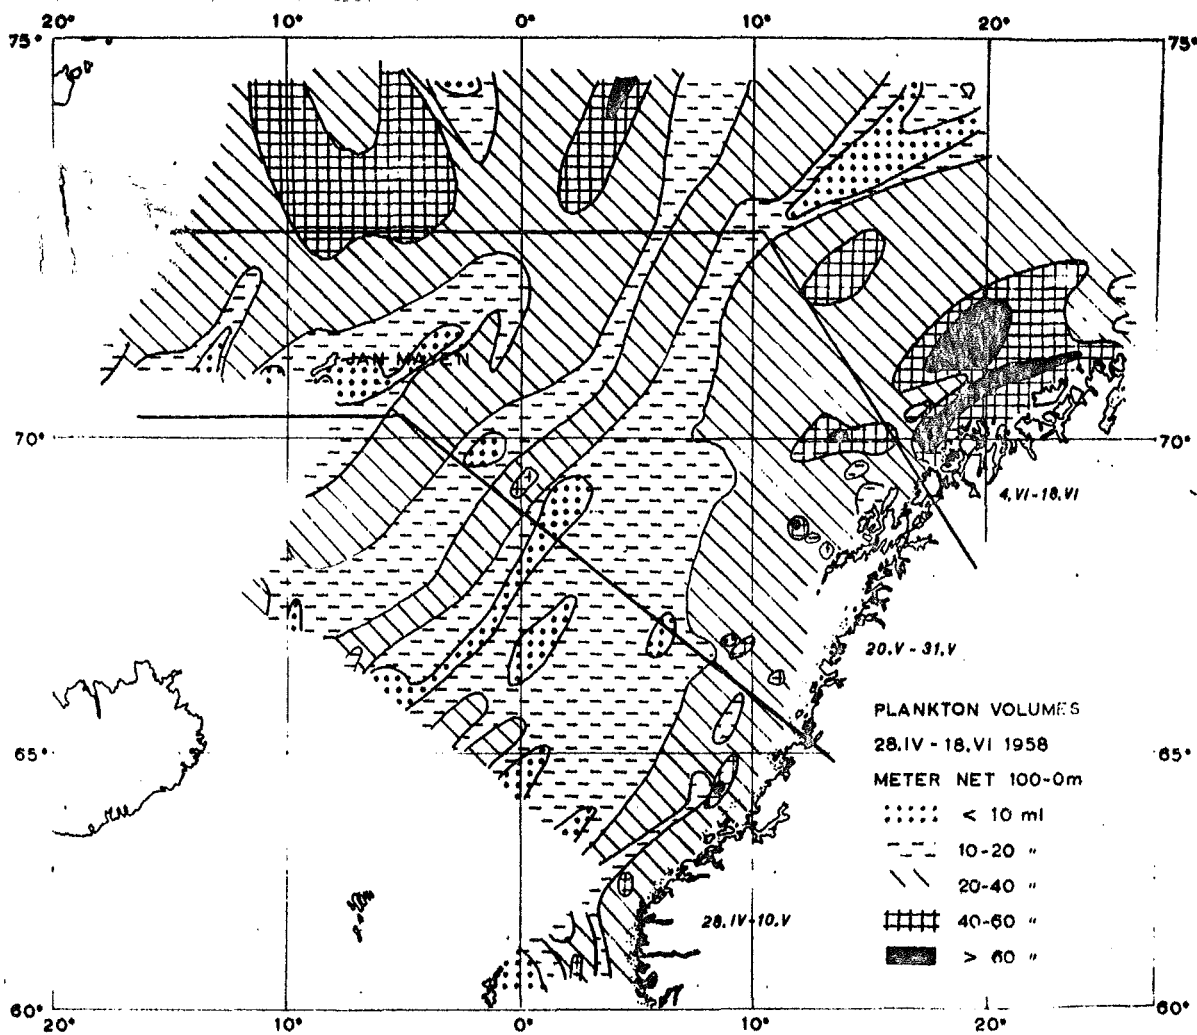 20° 10° 0° 10° 20°
75° 75°
JAN MAYEN
70° 70°
4.VI-18.VI
20.V-31.V
PLANKTON VOLUMES
28.IV-18.VI 1958
65° 65°
METER NET 100-0m
< 10 ml
10-20 "
20-40 "
28.IV-10.V
40-60 "
> 60 "
60° 60°
20° 10° 0° 10° 20°